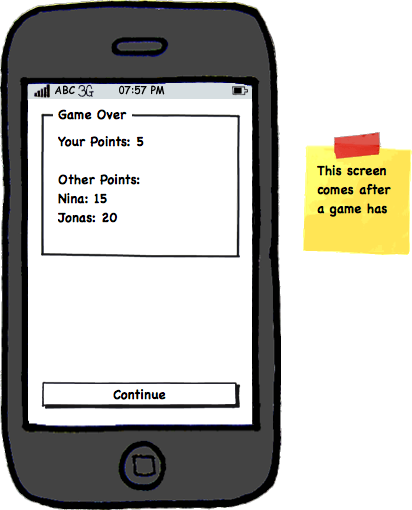 ABC 3G 07:57 PM
Game Over
Your Points: 5
Other Points:
Nina: 15
Jonas: 20
Continue
This screen
comes after
a game has